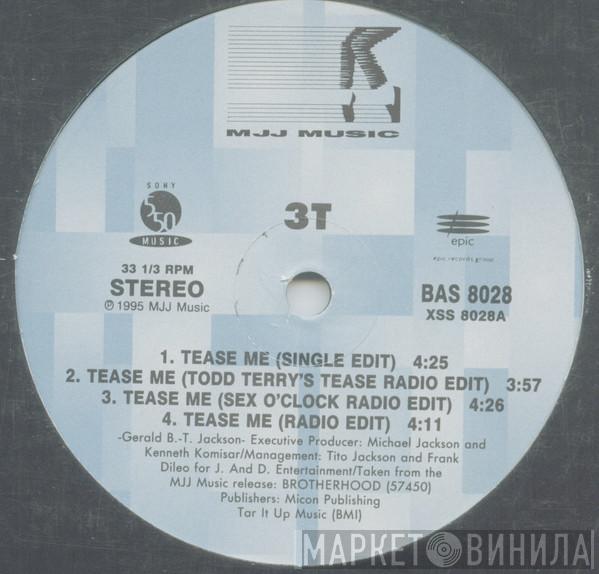 MJJ MUSIC
SONY
550
MUSIC
3T
epic
epic records group
33 1/3 RPM
STEREO
℗ 1995 MJJ Music
BAS 8028
XSS 8028A
1. TEASE ME (SINGLE EDIT) 4:25
2. TEASE ME (TODD TERRY'S TEASE RADIO EDIT) 3:57
3. TEASE ME (SEX O'CLOCK RADIO EDIT) 4:26
4. TEASE ME (RADIO EDIT) 4:11
-Gerald B.-T. Jackson- Executive Producer: Michael Jackson and
Kenneth Komisar/Management: Tito Jackson and Frank
Dileo for J. And D. Entertainment/Taken from the
MJJ Music release: BROTHERHOOD (57450)
Publishers: Micon Publishing
Tar It Up Music (BMI)
МАРКЕТ ВИНИЛА